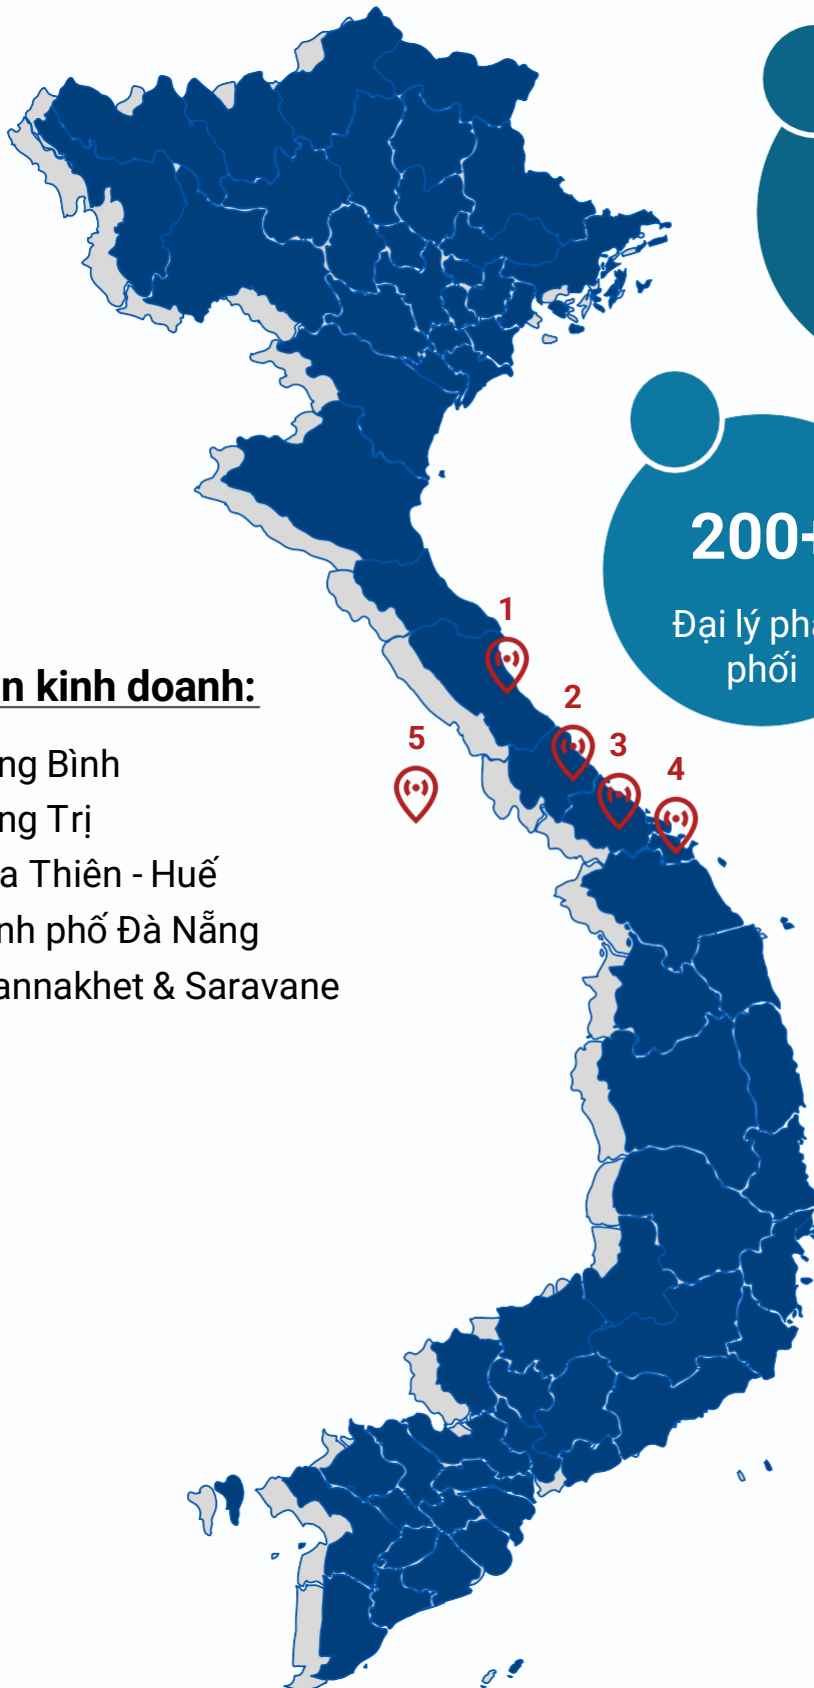 200+
Đại lý phâ
phối
1
2
3
4
5
n kinh doanh:
ng Bình
ng Trị
a Thiên - Huế
nh phố Đà Nẵng
annakhet & Saravane